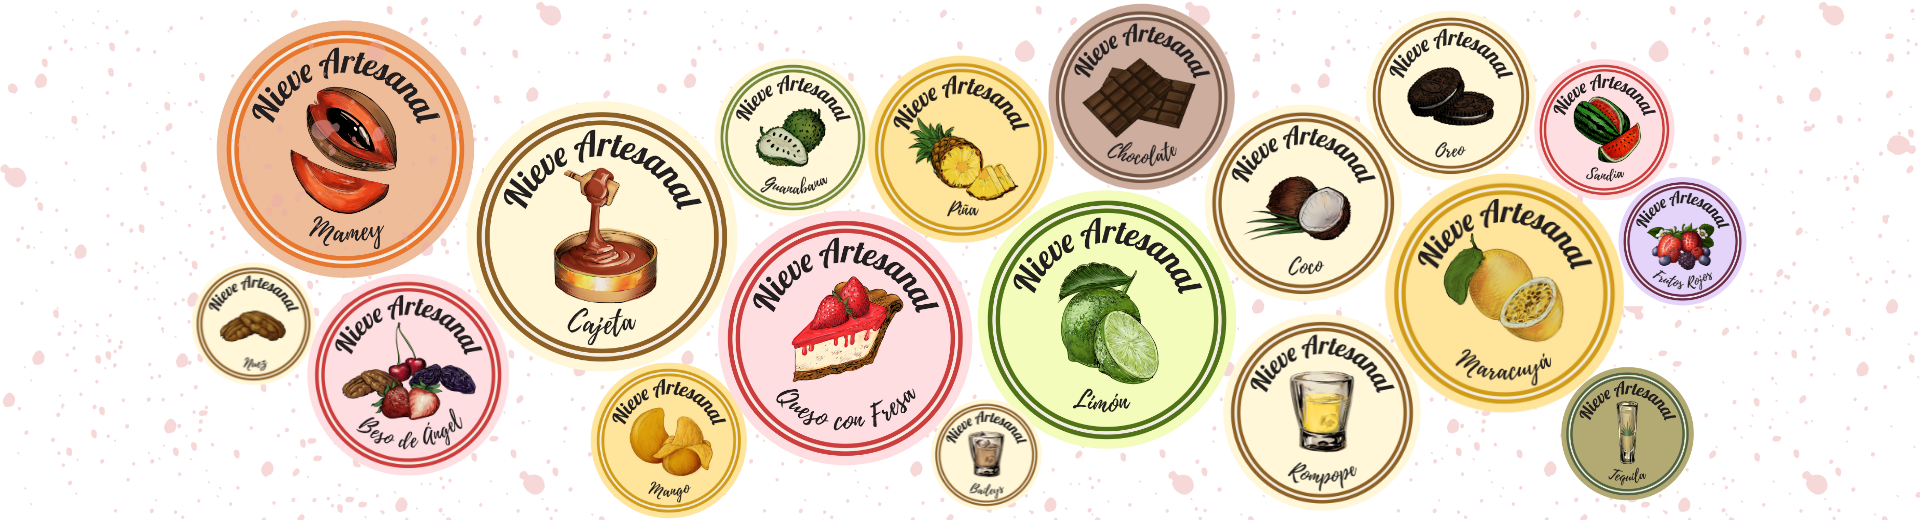 Nieve Artesanal
Mamey
Nieve Artesanal
Nuez
Nieve Artesanal
Beso de Ángel
Nieve Artesanal
Cajeta
Nieve Artesanal
Mango
Nieve Artesanal
Guanabana
Nieve Artesanal
Queso con Fresa
Nieve Artesanal
Piña
Nieve Artesanal
Baileys
Nieve Artesanal
Chocolate
Nieve Artesanal
Limón
Nieve Artesanal
Coco
Nieve Artesanal
Rompope
Nieve Artesanal
Oreo
Nieve Artesanal
Maracuyá
Nieve Artesanal
Sandia
Nieve Artesanal
Frutos Rojos
Nieve Artesanal
Tequila